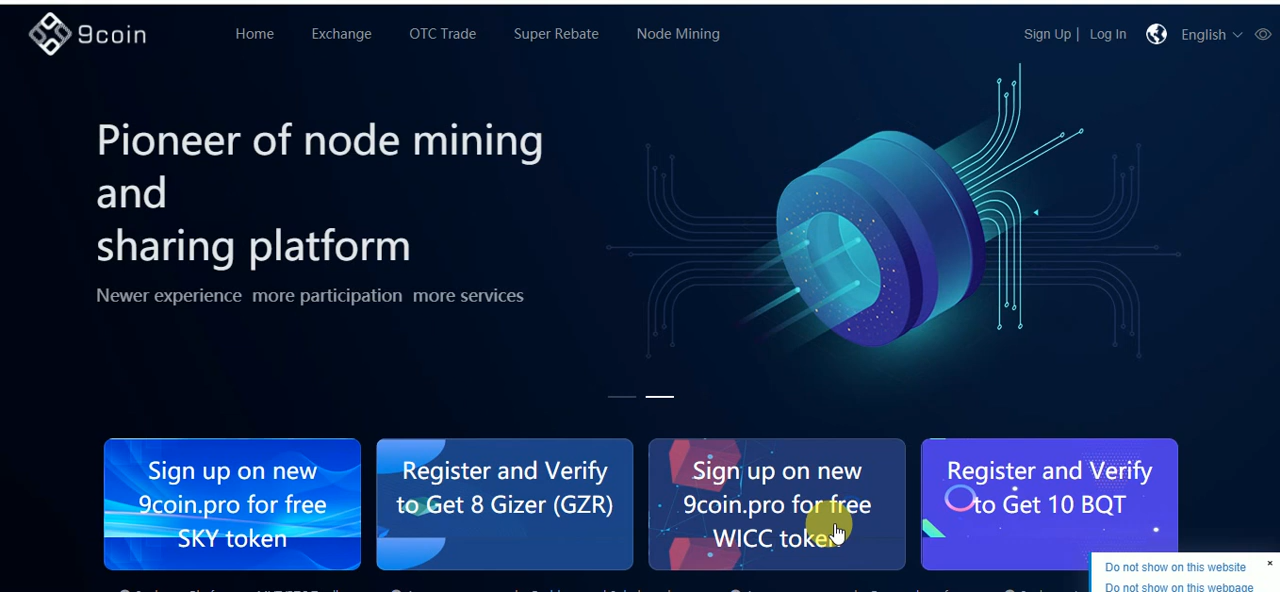 9coin
Home Exchange OTC Trade Super Rebate Node Mining
Sign Up | Log In English
Pioneer of node mining
and
sharing platform
Newer experience more participation more services
Sign up on new
9coin.pro for free
SKY token
Register and Verify
to Get 8 Gizer (GZR)
Sign up on new
9coin.pro for free
WICC token
Register and Verify
to Get 10 BQT
Do not show on this website
Do not show on this webpage